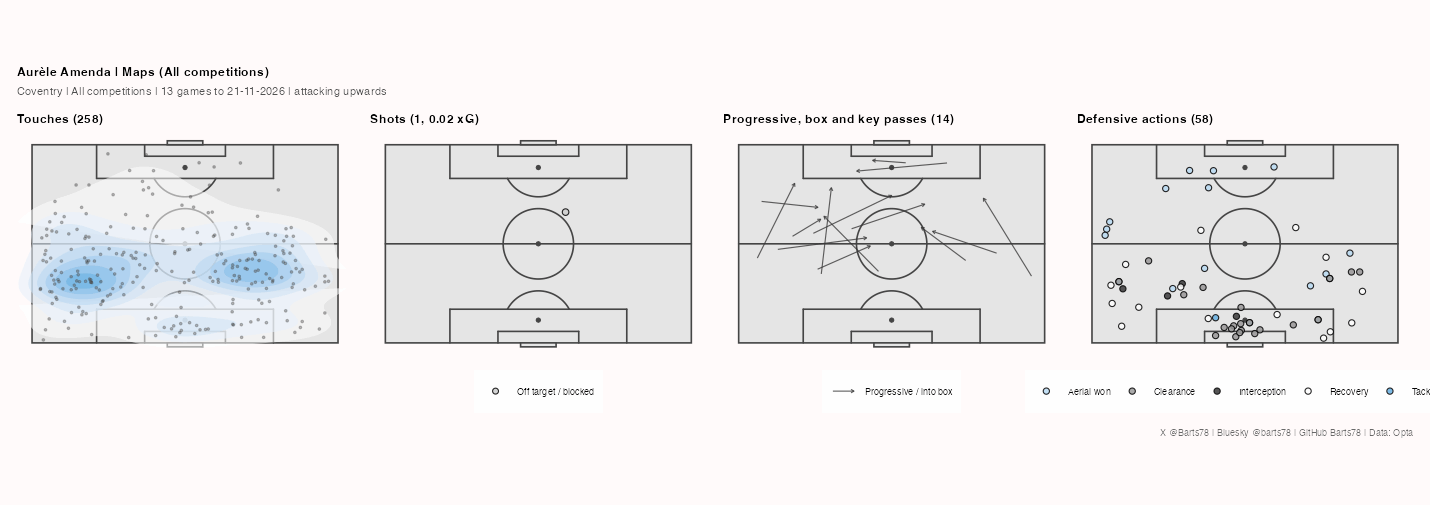 Aurèle Amenda | Maps (All competitions)
Coventry | All competitions | 13 games to 21-11-2026 | attacking upwards
Touches (258)
Shots (1, 0.02 xG)
Progressive, box and key passes (14)
Defensive actions (58)
Off target / blocked
Progressive / into box
Aerial won
Clearance
Interception
Recovery
Tack
X @Barts78 | Bluesky @barts78 | GitHub Barts78 | Data: Opta